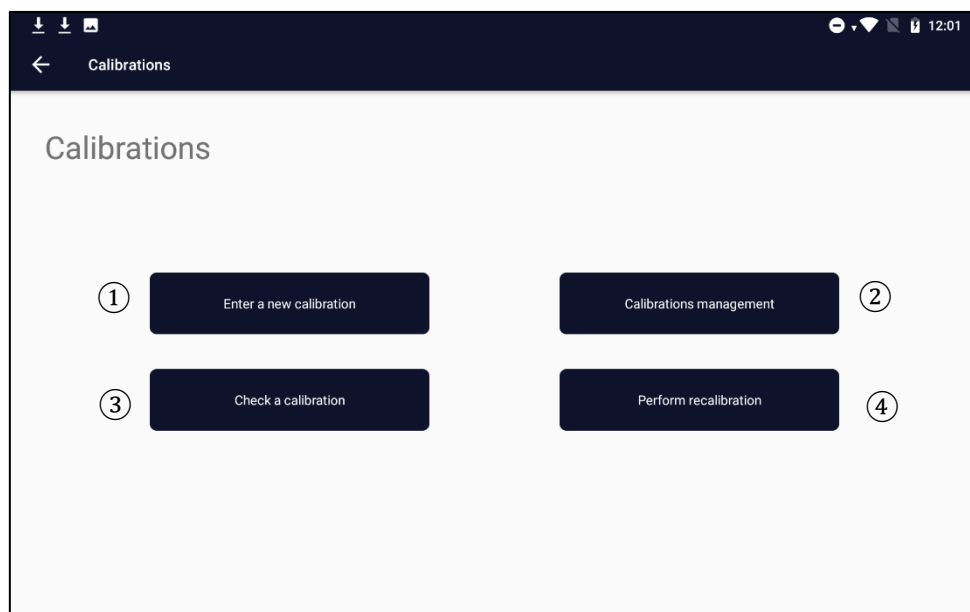 12:01
Calibrations
Calibrations
① Enter a new calibration
Calibrations management ②
③ Check a calibration
Perform recalibration ④